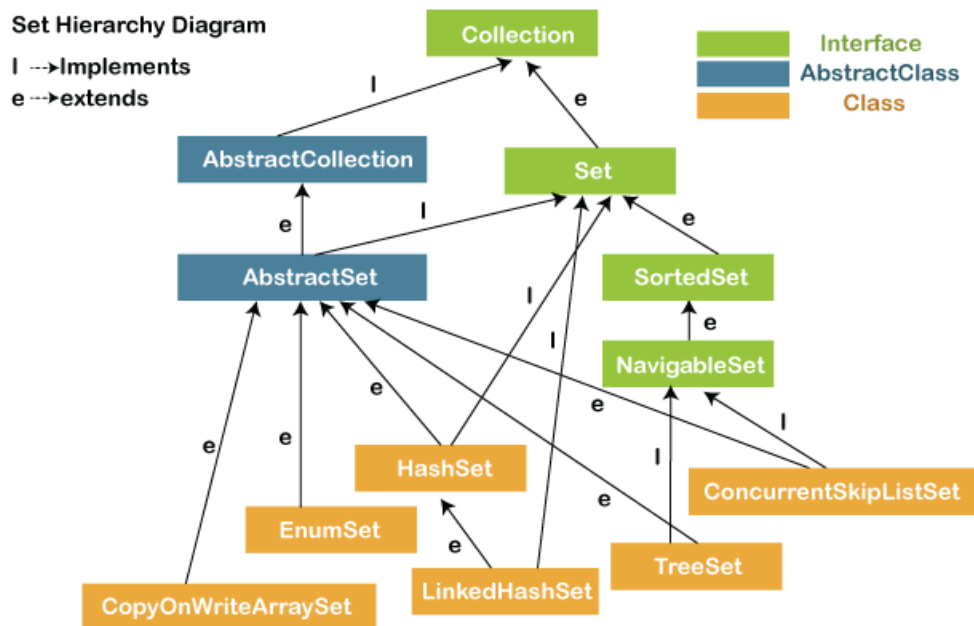 Set Hierarchy Diagram
I ---→Implements
e ---→extends
Collection
Interface
AbstractClass
Class
I
e
AbstractCollection
Set
e
I
e
AbstractSet
SortedSet
I
e
I
NavigableSet
e
e
I
e
e
I
HashSet
ConcurrentSkipListSet
e
EnumSet
e
TreeSet
CopyOnWriteArraySet
LinkedHashSet